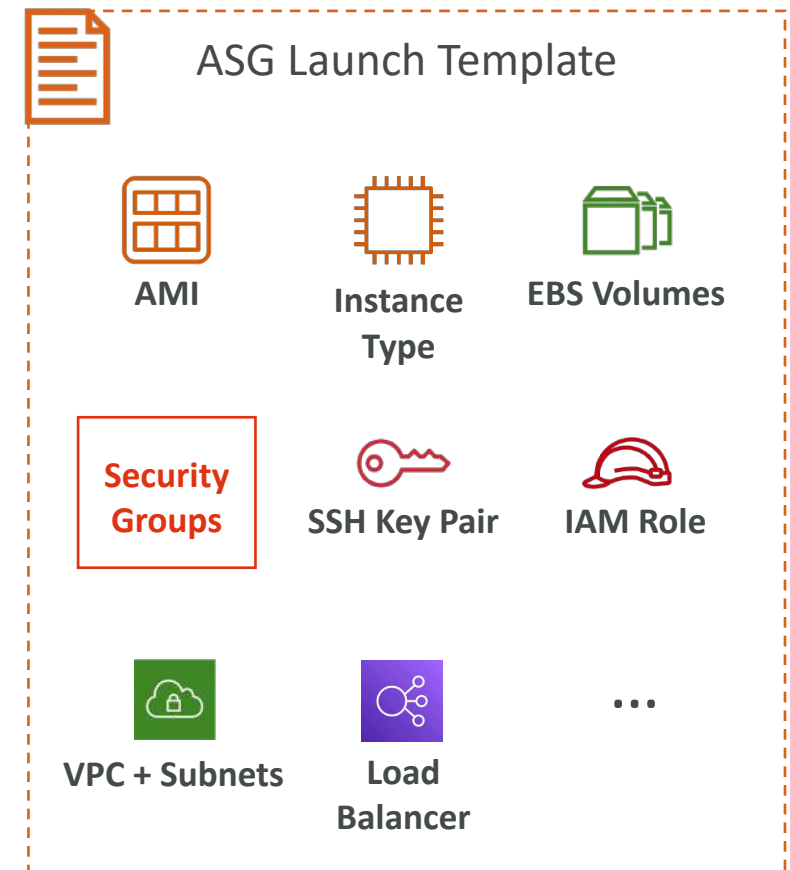 ASG Launch Template
AMI
Instance
Type
EBS Volumes
Security
Groups
SSH Key Pair
IAM Role
VPC + Subnets
Load
Balancer
...